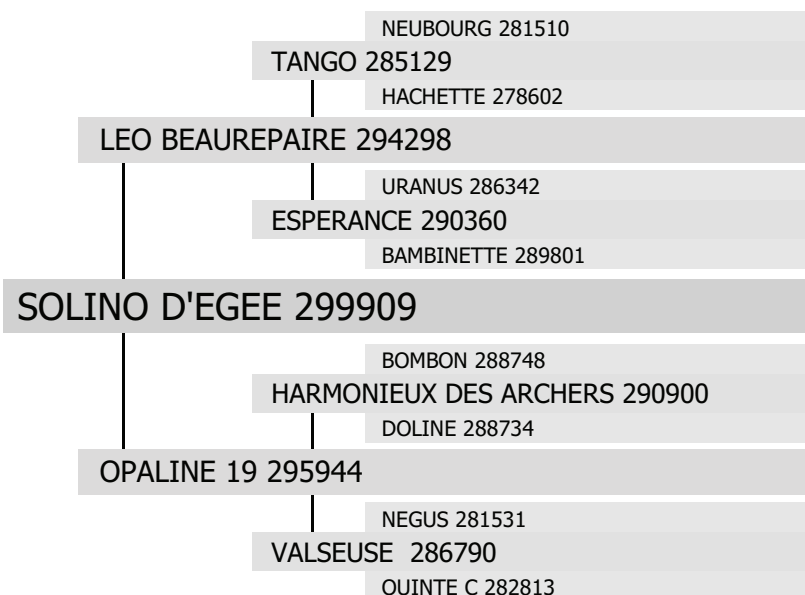 NEUBOURG 281510
TANGO 285129
HACHETTE 278602
LEO BEAUREPAIRE 294298
URANUS 286342
ESPERANCE 290360
BAMBINETTE 289801
SOLINO D'EGEE 299909
BOMBON 288748
HARMONIEUX DES ARCHERS 290900
DOLINE 288734
OPALINE 19 295944
NEGUS 281531
VALSEUSE 286790
QUINTE C 282813